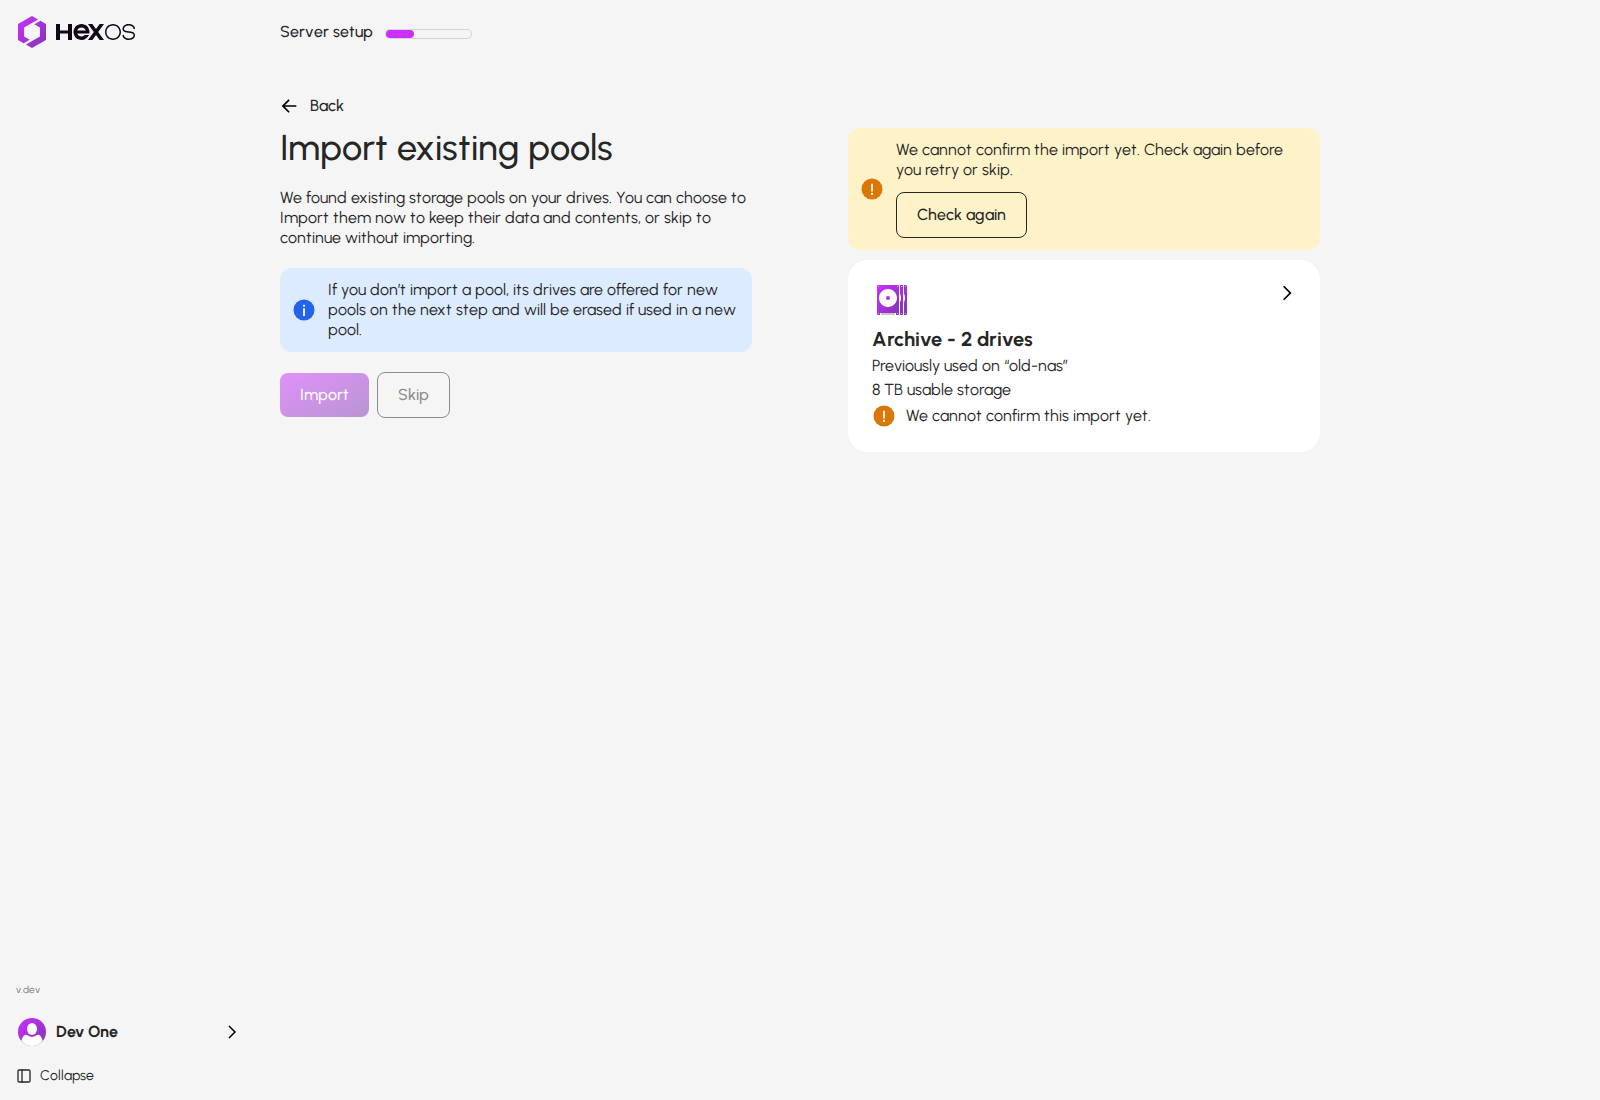 HexOS
Server setup
Back
Import existing pools
We found existing storage pools on your drives. You can choose to
Import them now to keep their data and contents, or skip to
continue without importing.
If you don’t import a pool, its drives are offered for new
pools on the next step and will be erased if used in a new
pool.
Import
Skip
We cannot confirm the import yet. Check again before
you retry or skip.
Check again
Archive - 2 drives
Previously used on “old-nas”
8 TB usable storage
We cannot confirm this import yet.
v.dev
Dev One
Collapse